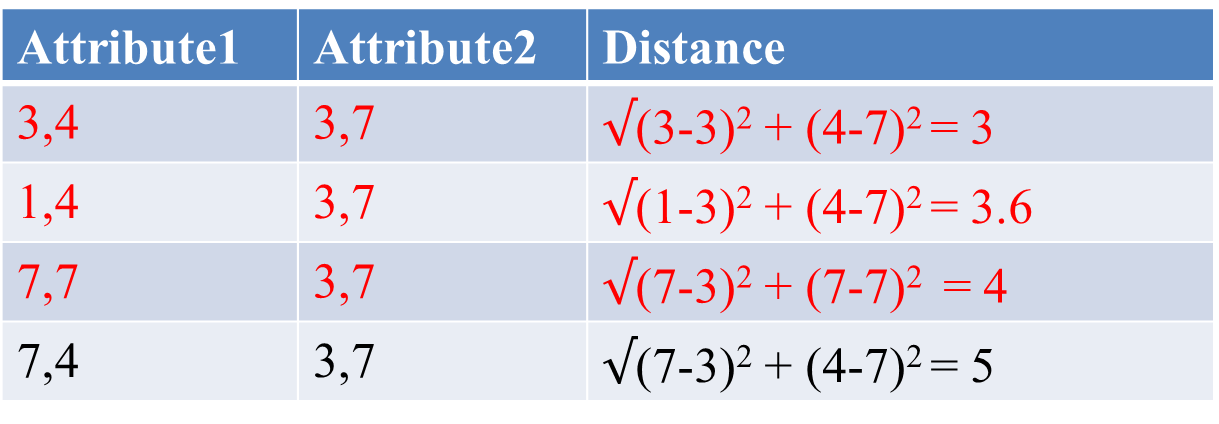 Attribute1 Attribute2 Distance
3,4 3,7 √(3-3)² + (4-7)² = 3
1,4 3,7 √(1-3)² + (4-7)² = 3.6
7,7 3,7 √(7-3)² + (7-7)² = 4
7,4 3,7 √(7-3)² + (4-7)² = 5